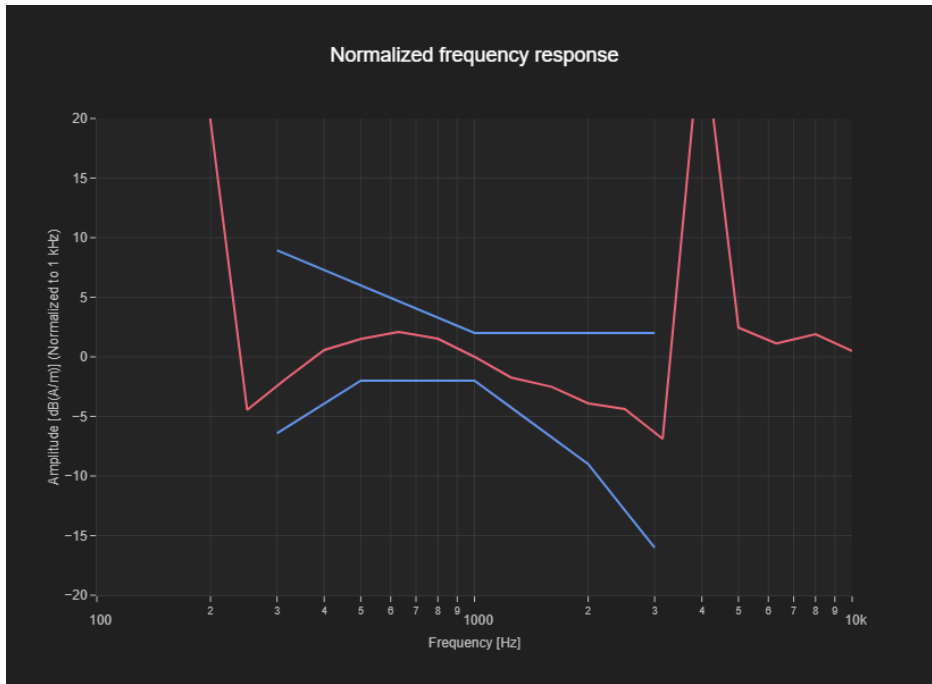 Normalized frequency response
20
15
10
5
0
−5
−10
−15
−20
Amplitude [dB(A/m)] (Normalized to 1 kHz)
100 2 3 4 5 6 7 8 9 1000 2 3 4 5 6 7 8 9 10k
Frequency [Hz]